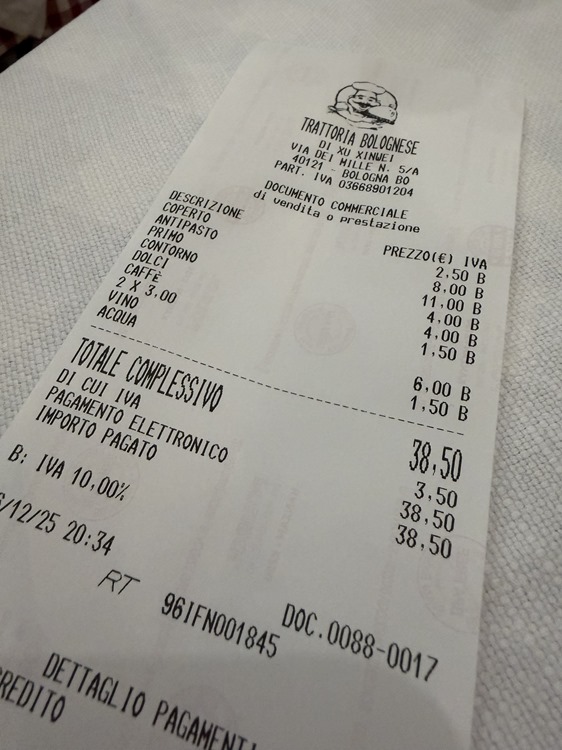 TRATTORIA BOLOGNESE
DI XU XINWEI
VIA DEI MILLE N. 5/A
40121 - BOLOGNA BO
PART. IVA 03668901204
DOCUMENTO COMMERCIALE
di vendita o prestazione
DESCRIZIONE PREZZO(€) IVA
COPERTO 2,50 B
ANTIPASTO 8,00 B
PRIMO 11,00 B
CONTORNO 4,00 B
DOLCI 4,00 B
CAFFÈ 1,50 B
2 X 3,00
VINO 6,00 B
ACQUA 1,50 B
TOTALE COMPLESSIVO 38,50
DI CUI IVA 3,50
PAGAMENTO ELETTRONICO 38,50
IMPORTO PAGATO 38,50
B: IVA 10,00%
/12/25 20:34
DOC.0088-0017
RT 96IFN001845
DETTAGLIO PAGAMENTI
CREDITO